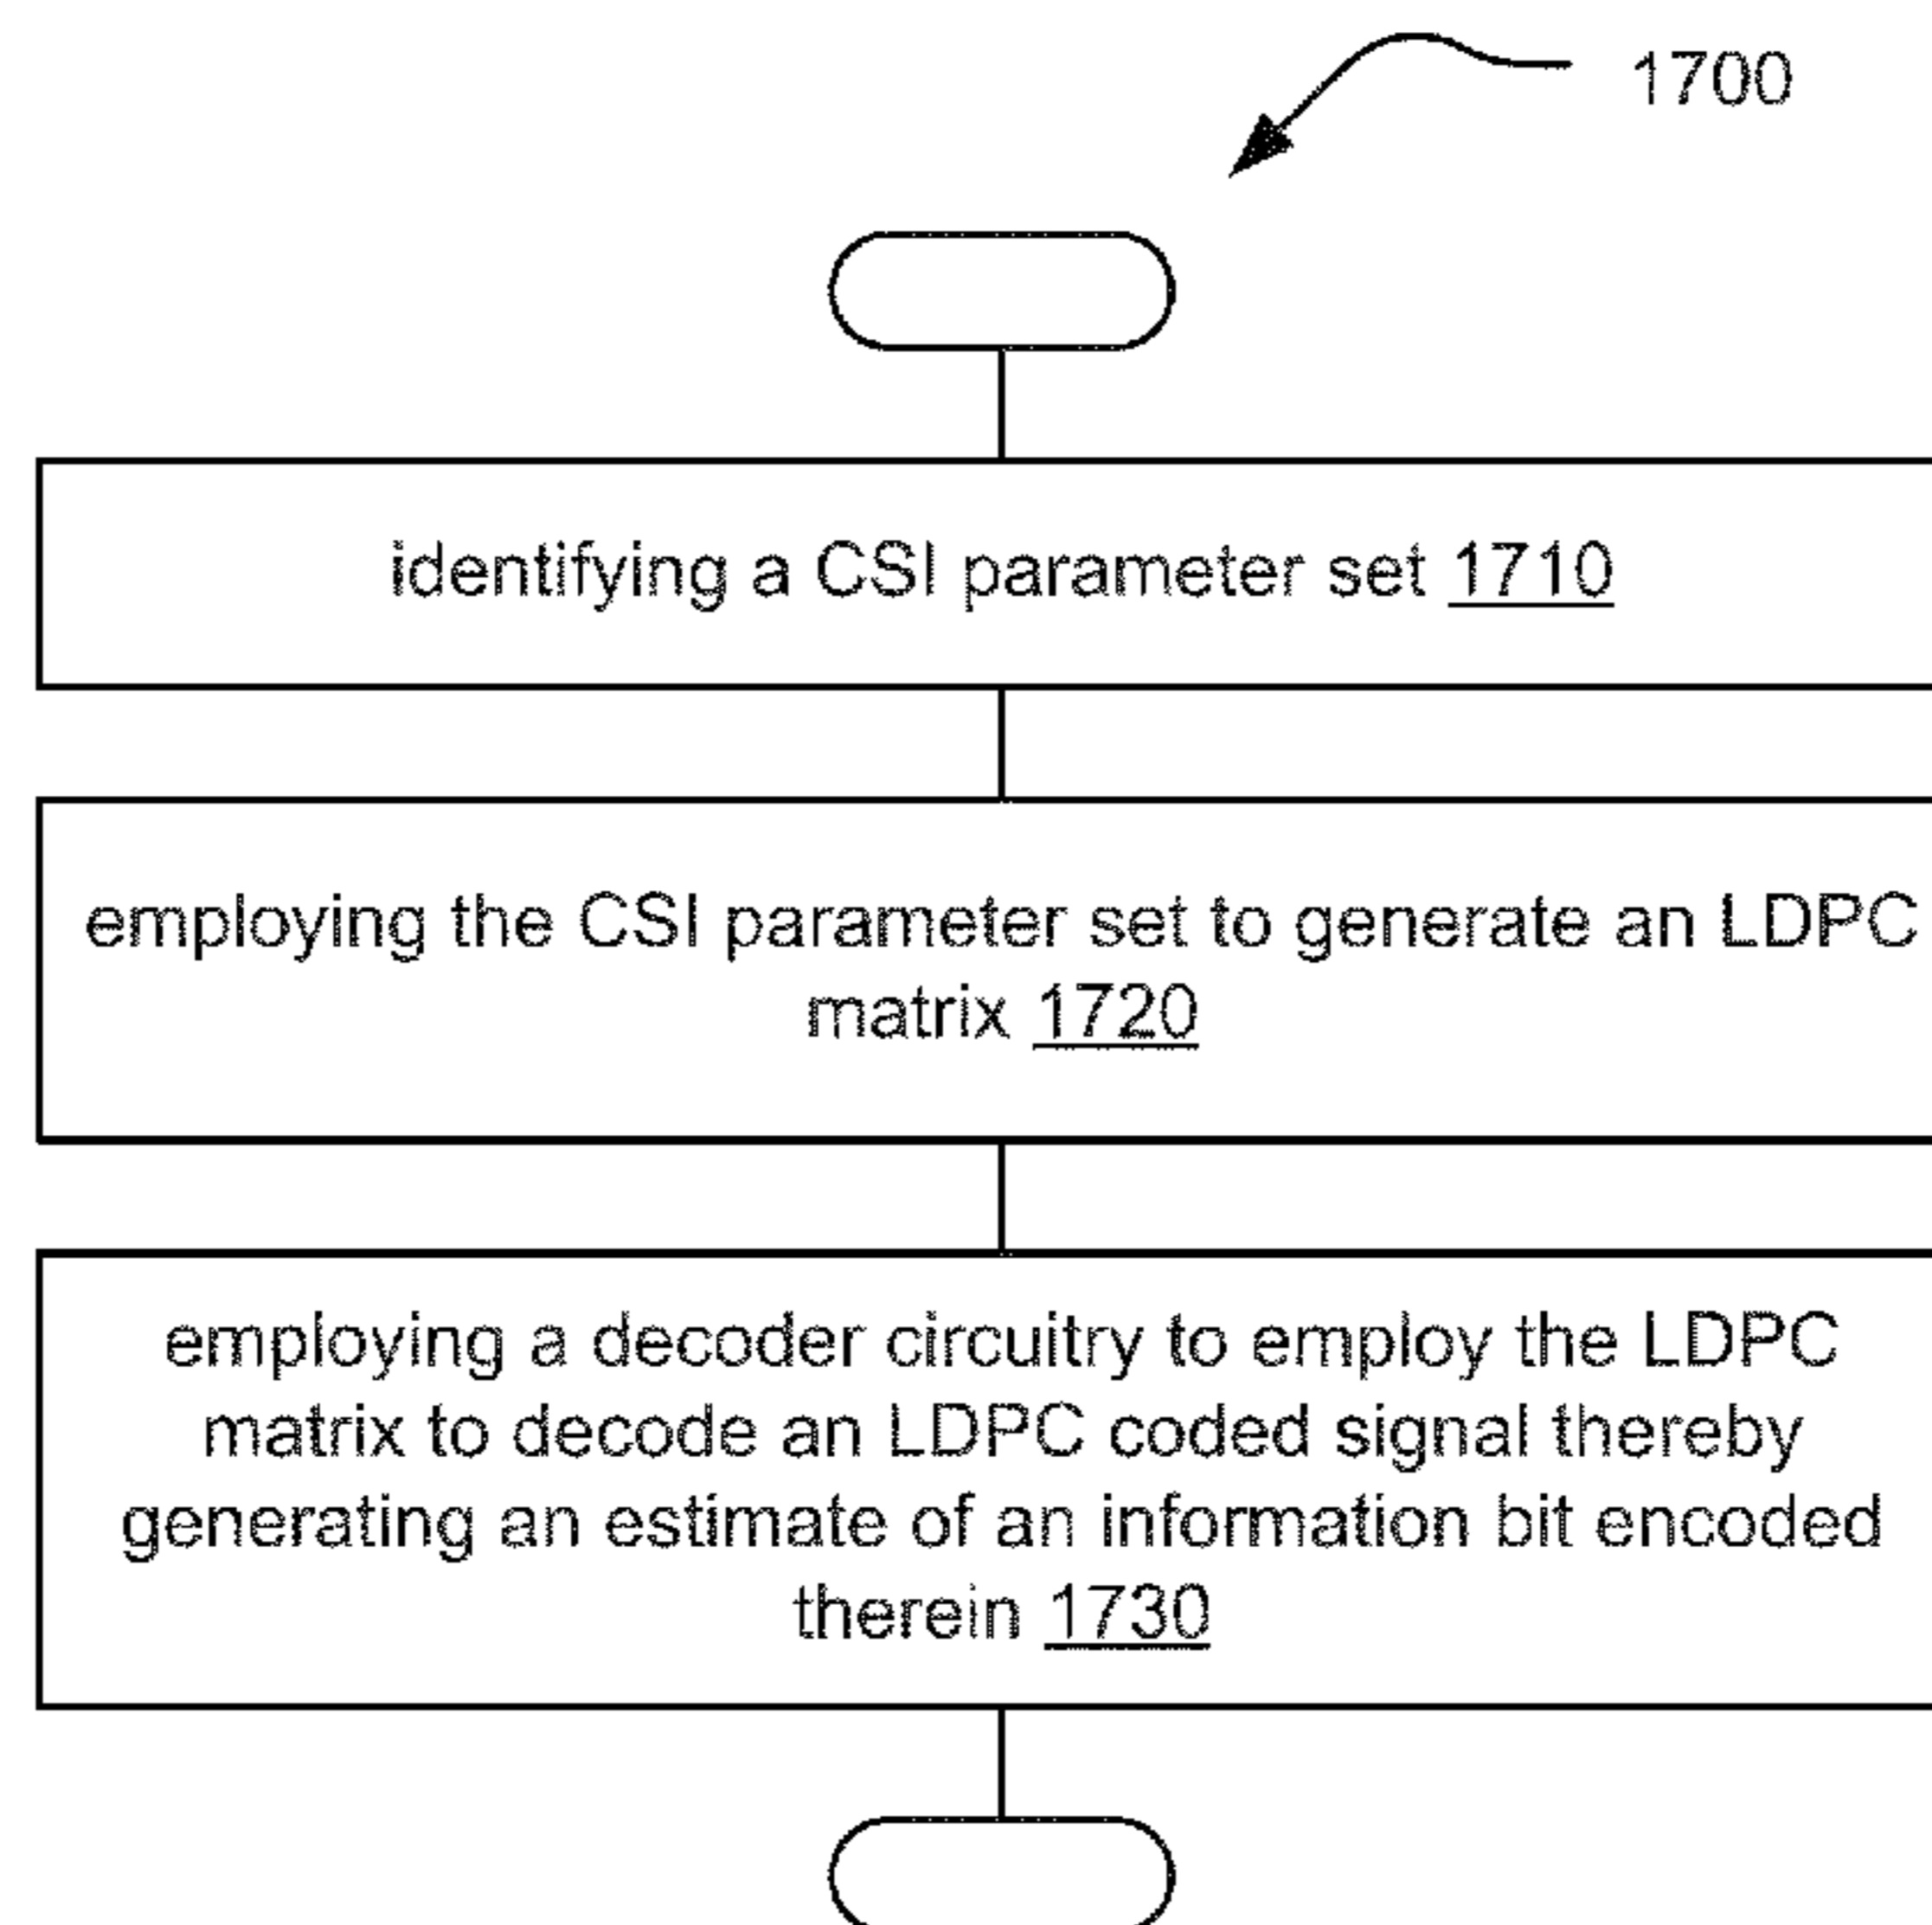 1700
identifying a CSI parameter set 1710
employing the CSI parameter set to generate an LDPC
matrix 1720
employing a decoder circuitry to employ the LDPC
matrix to decode an LDPC coded signal thereby
generating an estimate of an information bit encoded
therein 1730